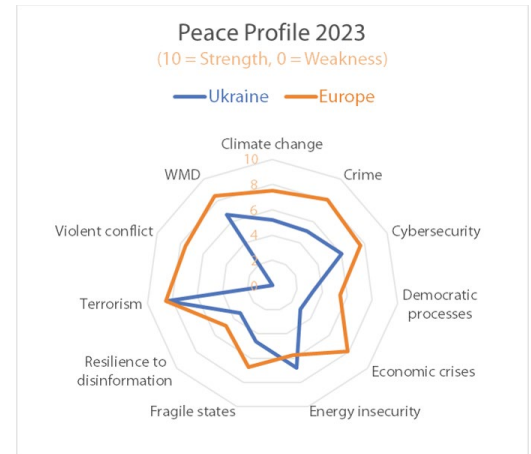 Peace Profile 2023
(10 = Strength, 0 = Weakness)
Ukraine Europe
Climate change
10
8
6
4
2
0
WMD
Crime
Violent conflict
Cybersecurity
Terrorism
Democratic
processes
Resilience to
disinformation
Economic crises
Fragile states
Energy insecurity